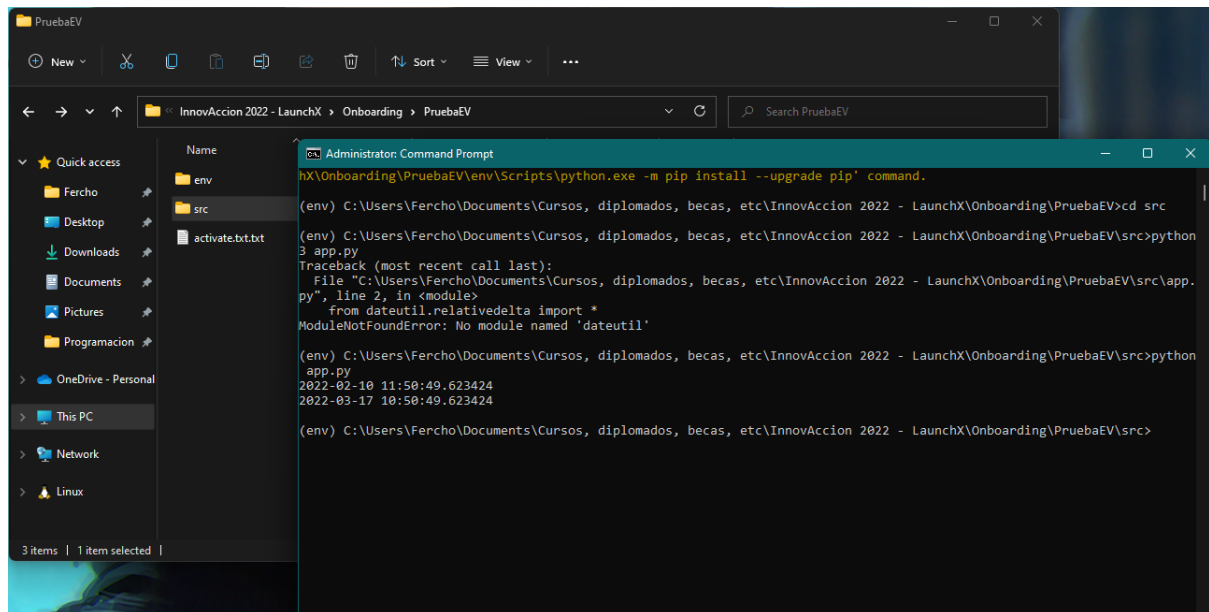 PruebaEV
New
Sort
View
InnovAccion 2022 - LaunchX > Onboarding > PruebaEV
Search PruebaEV
Quick access
Fercho
Desktop
Downloads
Documents
Pictures
Programacion
OneDrive - Personal
This PC
Network
Linux
Name
env
src
activate.txt.txt
3 items | 1 item selected |
Administrator: Command Prompt
hX\Onboarding\PruebaEV\env\Scripts\python.exe -m pip install --upgrade pip' command.
(env) C:\Users\Fercho\Documents\Cursos, diplomados, becas, etc\InnovAccion 2022 - LaunchX\Onboarding\PruebaEV>cd src
(env) C:\Users\Fercho\Documents\Cursos, diplomados, becas, etc\InnovAccion 2022 - LaunchX\Onboarding\PruebaEV\src>python
3 app.py
Traceback (most recent call last):
File "C:\Users\Fercho\Documents\Cursos, diplomados, becas, etc\InnovAccion 2022 - LaunchX\Onboarding\PruebaEV\src\app.
py", line 2, in <module>
from dateutil.relativedelta import *
ModuleNotFoundError: No module named 'dateutil'
(env) C:\Users\Fercho\Documents\Cursos, diplomados, becas, etc\InnovAccion 2022 - LaunchX\Onboarding\PruebaEV\src>python
app.py
2022-02-10 11:50:49.623424
2022-03-17 10:50:49.623424
(env) C:\Users\Fercho\Documents\Cursos, diplomados, becas, etc\InnovAccion 2022 - LaunchX\Onboarding\PruebaEV\src>